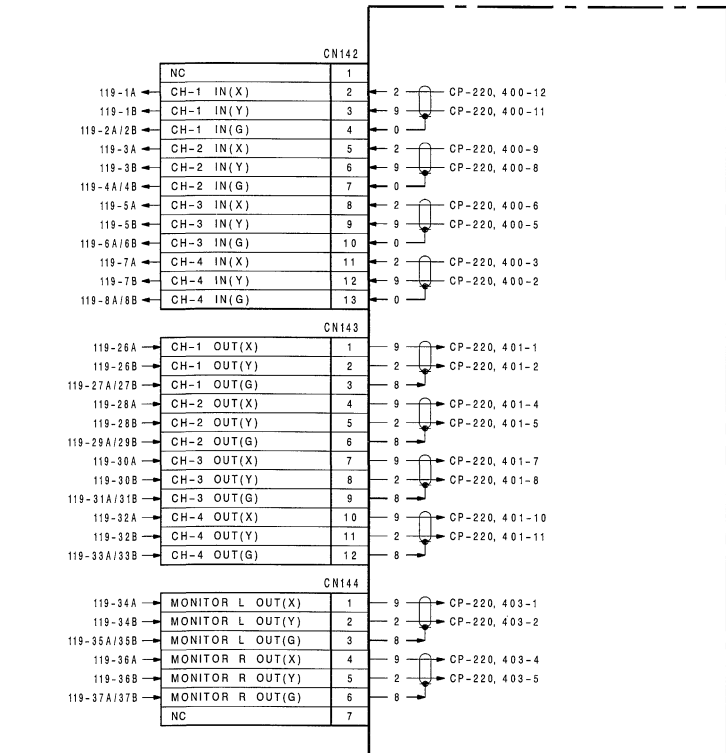 CN142
NC 1
119-1A CH-1 IN(X) 2 2 CP-220, 400-12
119-1B CH-1 IN(Y) 3 9 CP-220, 400-11
119-2A/2B CH-1 IN(G) 4 0
119-3A CH-2 IN(X) 5 2 CP-220, 400-9
119-3B CH-2 IN(Y) 6 9 CP-220, 400-8
119-4A/4B CH-2 IN(G) 7 0
119-5A CH-3 IN(X) 8 2 CP-220, 400-6
119-5B CH-3 IN(Y) 9 9 CP-220, 400-5
119-6A/6B CH-3 IN(G) 10 0
119-7A CH-4 IN(X) 11 2 CP-220, 400-3
119-7B CH-4 IN(Y) 12 9 CP-220, 400-2
119-8A/8B CH-4 IN(G) 13 0
CN143
119-26A CH-1 OUT(X) 1 9 CP-220, 401-1
119-26B CH-1 OUT(Y) 2 2 CP-220, 401-2
119-27A/27B CH-1 OUT(G) 3 8
119-28A CH-2 OUT(X) 4 9 CP-220, 401-4
119-28B CH-2 OUT(Y) 5 2 CP-220, 401-5
119-29A/29B CH-2 OUT(G) 6 8
119-30A CH-3 OUT(X) 7 9 CP-220, 401-7
119-30B CH-3 OUT(Y) 8 2 CP-220, 401-8
119-31A/31B CH-3 OUT(G) 9 8
119-32A CH-4 OUT(X) 10 9 CP-220, 401-10
119-32B CH-4 OUT(Y) 11 2 CP-220, 401-11
119-33A/33B CH-4 OUT(G) 12 8
CN144
119-34A MONITOR L OUT(X) 1 9 CP-220, 403-1
119-34B MONITOR L OUT(Y) 2 2 CP-220, 403-2
119-35A/35B MONITOR L OUT(G) 3 8
119-36A MONITOR R OUT(X) 4 9 CP-220, 403-4
119-36B MONITOR R OUT(Y) 5 2 CP-220, 403-5
119-37A/37B MONITOR R OUT(G) 6 8
NC 7